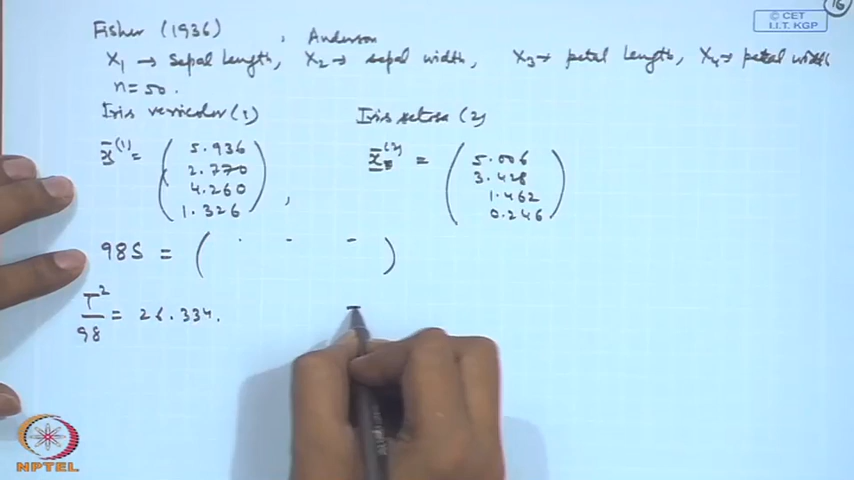 16
© CET
I.I.T. KGP
Fisher (1936) , Anderson
X₁ → Sepal length, X₂ → sepal width, X₃ → petal length, X₄ → petal width
n = 50.
Iris versicolor (1) Iris setosa (2)
x̄⁽¹⁾ = ( 5.936 2.770 4.260 1.326 ) , x̄⁽²⁾ = ( 5.006 3.428 1.462 0.246 )
98S = ( · - - )
T²/98 = 26.334.
NPTEL